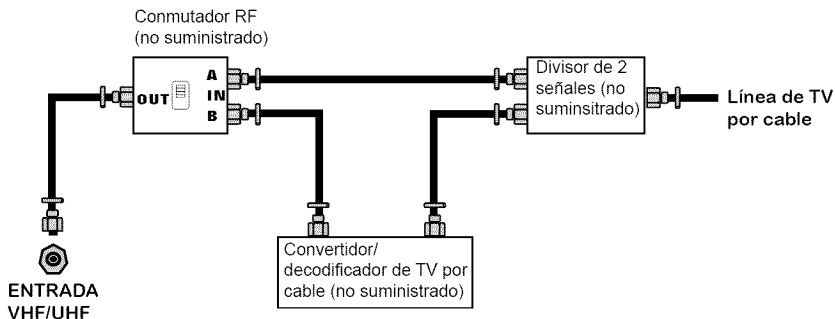 Conmutador RF
(no suministrado)
A
OUT
IN
B
Divisor de 2
señales (no
suminsitrado)
Línea de TV
por cable
Convertidor/
decodificador de TV por
cable (no suministrado)
ENTRADA
VHF/UHF